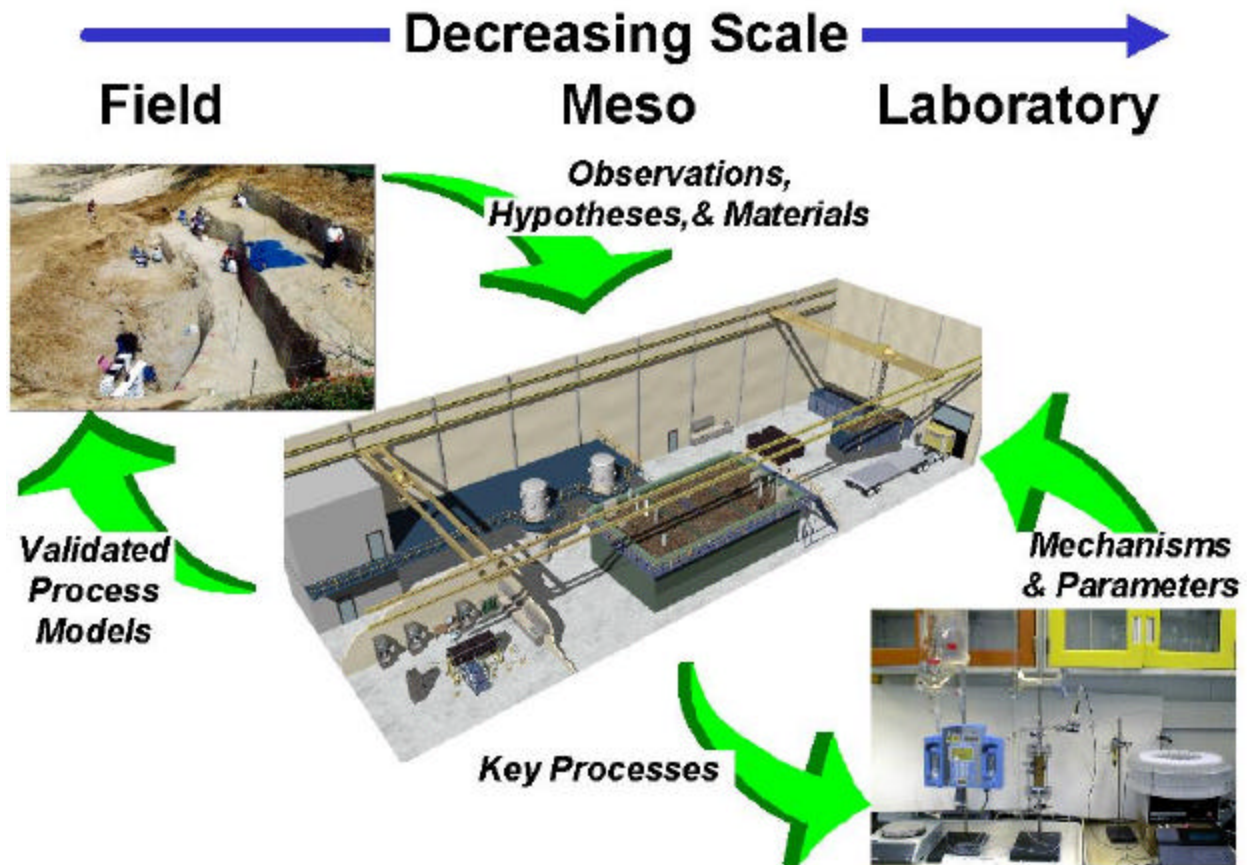 Decreasing Scale
Field
Meso
Laboratory
Observations,
Hypotheses,& Materials
Validated
Process
Models
Mechanisms
& Parameters
Key Processes